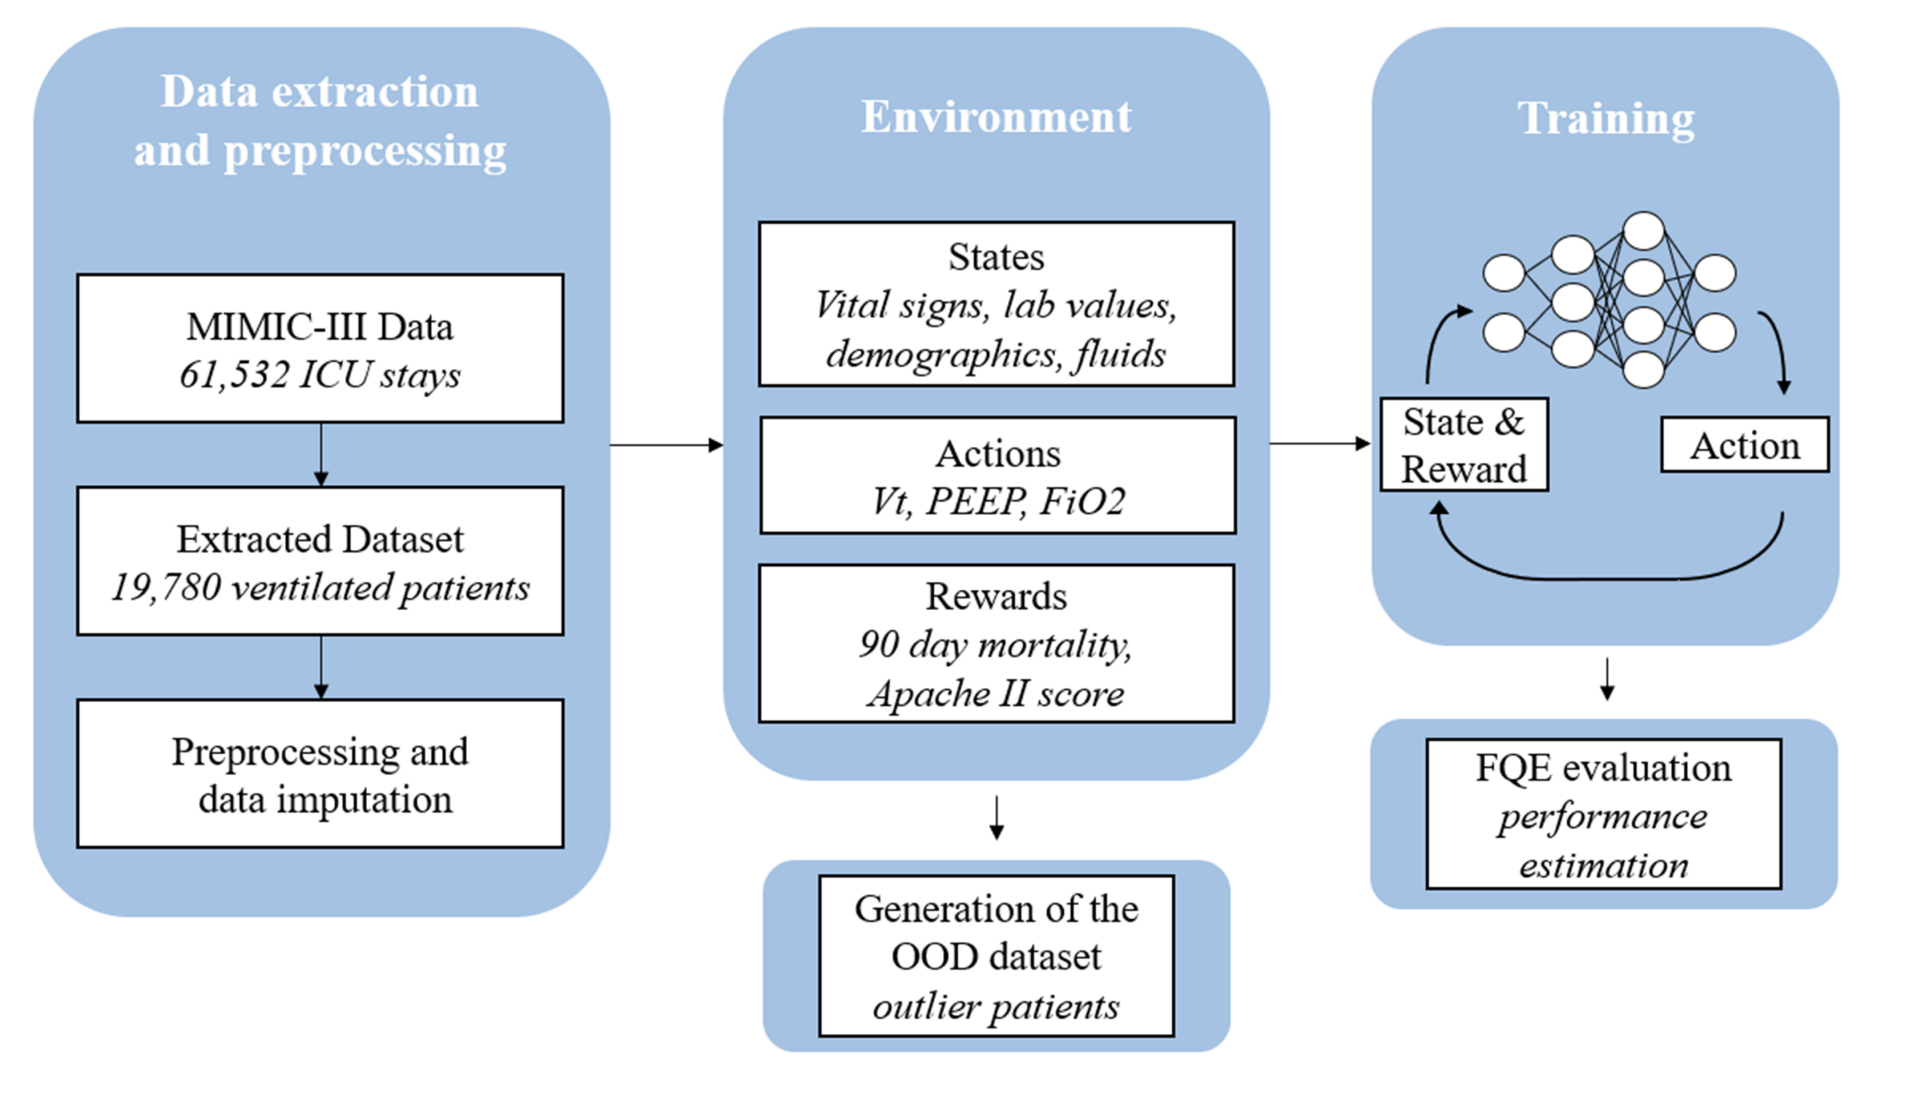 Data extraction
and preprocessing
MIMIC-III Data
61,532 ICU stays
Extracted Dataset
19,780 ventilated patients
Preprocessing and
data imputation
Environment
States
Vital signs, lab values,
demographics, fluids
Actions
Vt, PEEP, FiO2
Rewards
90 day mortality,
Apache II score
Generation of the
OOD dataset
outlier patients
Training
State &
Reward
Action
FQE evaluation
performance
estimation